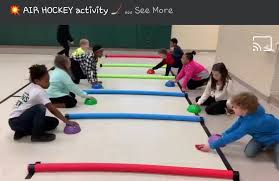 💥 AIR HOCKEY activity 🏒 ... See More